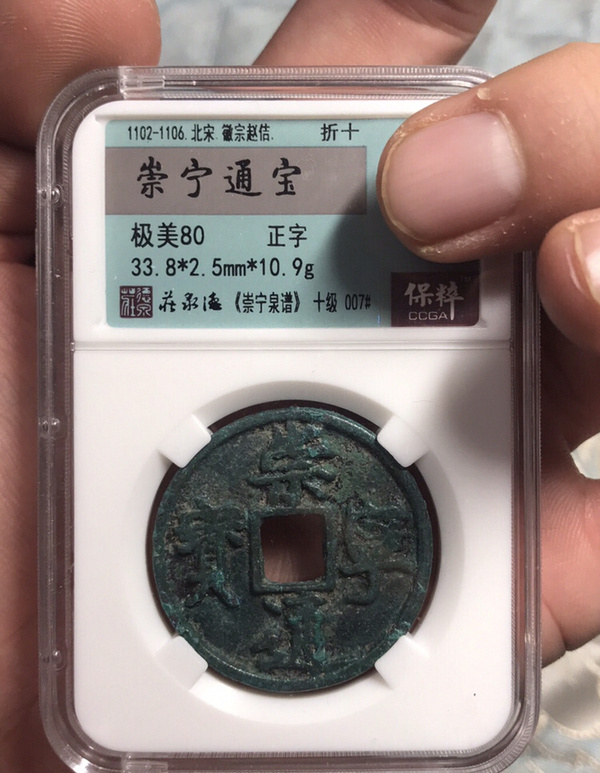 1102-1106.北宋.徽宗赵佶. 折十
崇宁通宝
极美80 正字
33.8*2.5mm*10.9g
《崇宁泉谱》 十级 007# 保粹
CCGA
崇寧通寶